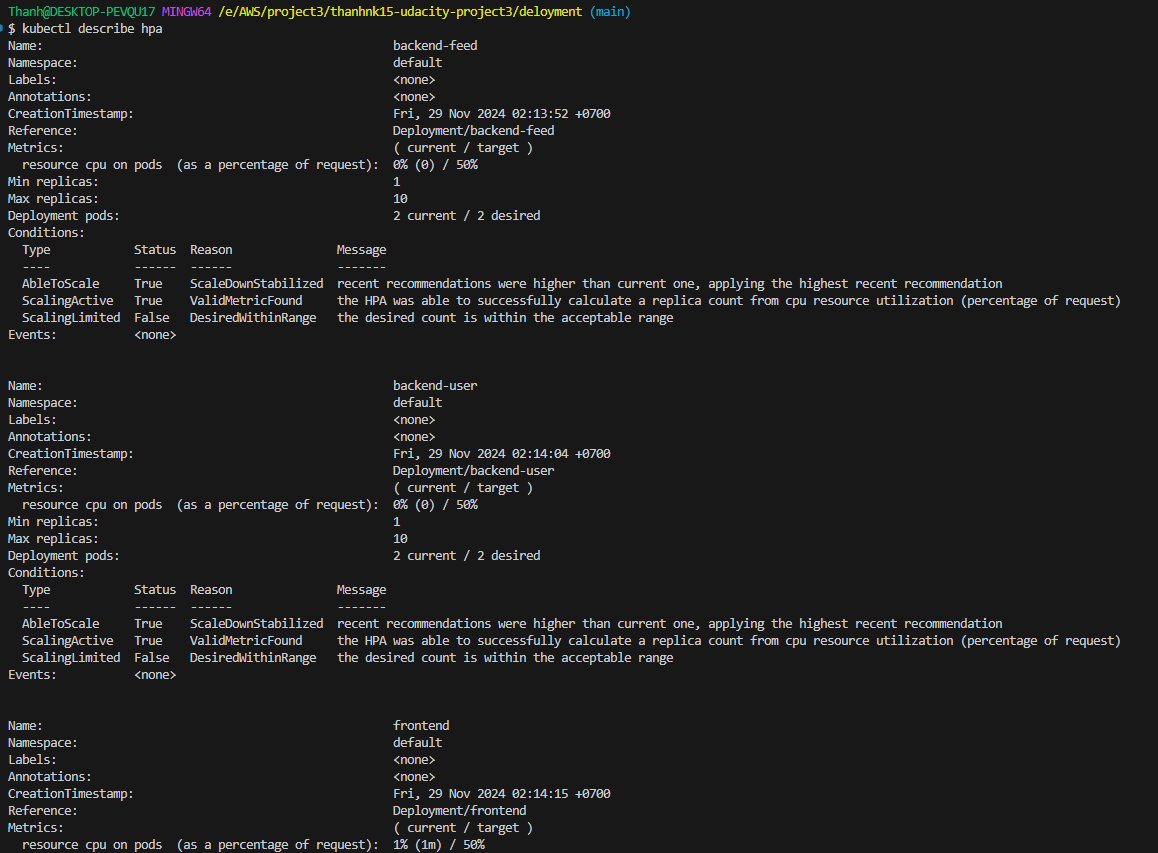 Thanh@DESKTOP-PEVQU17 MINGW64 /e/AWS/project3/thanhnk15-udacity-project3/deloyment (main)
$ kubectl describe hpa
Name:                                                  backend-feed
Namespace:                                             default
Labels:                                                <none>
Annotations:                                           <none>
CreationTimestamp:                                     Fri, 29 Nov 2024 02:13:52 +0700
Reference:                                             Deployment/backend-feed
Metrics:                                               ( current / target )
  resource cpu on pods  (as a percentage of request):  0% (0) / 50%
Min replicas:                                          1
Max replicas:                                          10
Deployment pods:                                       2 current / 2 desired
Conditions:
  Type            Status  Reason               Message
  ----            ------  ------               -------
  AbleToScale     True    ScaleDownStabilized  recent recommendations were higher than current one, applying the highest recent recommendation
  ScalingActive   True    ValidMetricFound     the HPA was able to successfully calculate a replica count from cpu resource utilization (percentage of request)
  ScalingLimited  False   DesiredWithinRange   the desired count is within the acceptable range
Events:           <none>
Name:                                                  backend-user
Namespace:                                             default
Labels:                                                <none>
Annotations:                                           <none>
CreationTimestamp:                                     Fri, 29 Nov 2024 02:14:04 +0700
Reference:                                             Deployment/backend-user
Metrics:                                               ( current / target )
  resource cpu on pods  (as a percentage of request):  0% (0) / 50%
Min replicas:                                          1
Max replicas:                                          10
Deployment pods:                                       2 current / 2 desired
Conditions:
  Type            Status  Reason               Message
  ----            ------  ------               -------
  AbleToScale     True    ScaleDownStabilized  recent recommendations were higher than current one, applying the highest recent recommendation
  ScalingActive   True    ValidMetricFound     the HPA was able to successfully calculate a replica count from cpu resource utilization (percentage of request)
  ScalingLimited  False   DesiredWithinRange   the desired count is within the acceptable range
Events:           <none>
Name:                                                  frontend
Namespace:                                             default
Labels:                                                <none>
Annotations:                                           <none>
CreationTimestamp:                                     Fri, 29 Nov 2024 02:14:15 +0700
Reference:                                             Deployment/frontend
Metrics:                                               ( current / target )
  resource cpu on pods  (as a percentage of request):  1% (1m) / 50%